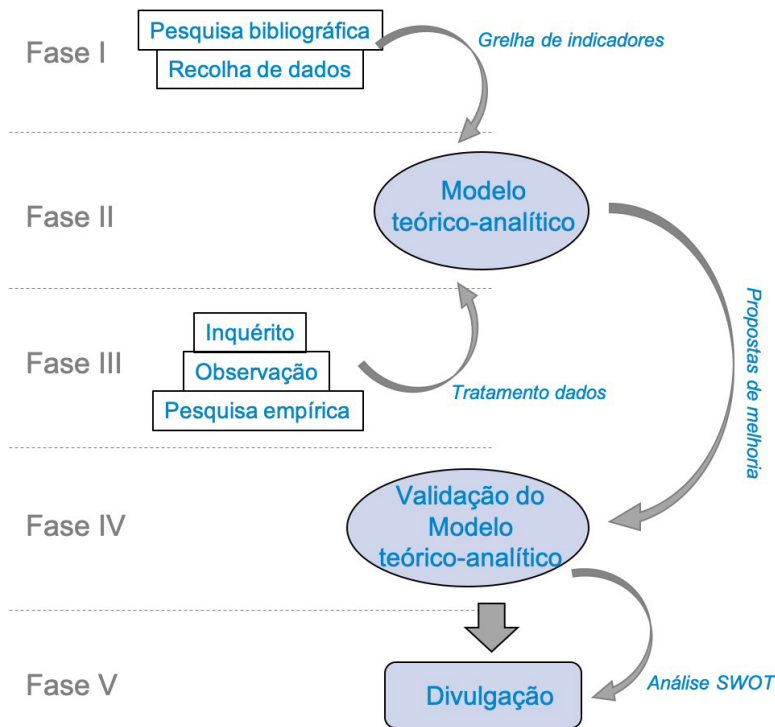 Fase I
Pesquisa bibliográfica
Recolha de dados
Grelha de indicadores
Fase II
Modelo
teórico-analítico
Propostas de melhoria
Fase III
Inquérito
Observação
Pesquisa empírica
Tratamento dados
Fase IV
Validação do
Modelo
teórico-analítico
Fase V
Divulgação
Análise SWOT